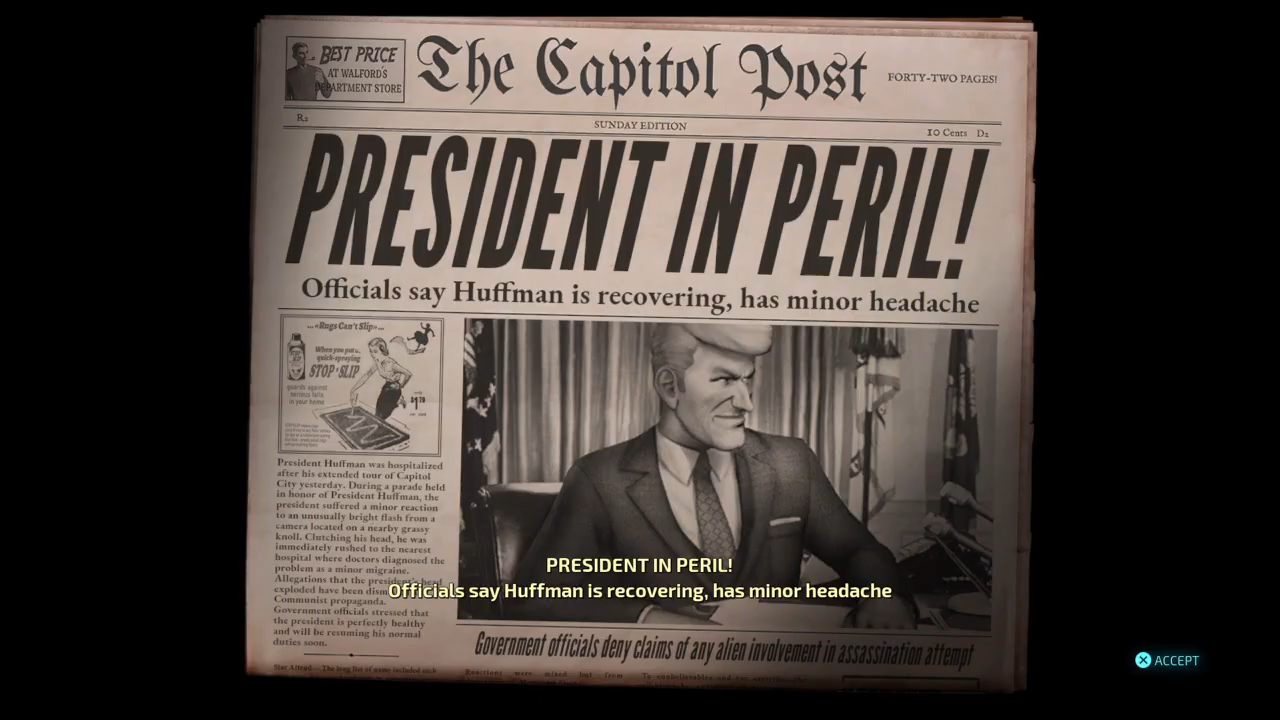 BEST PRICE
AT WALFORD'S
DEPARTMENT STORE
The Capitol Post
FORTY-TWO PAGES!
R2
SUNDAY EDITION
10 Cents D2
PRESIDENT IN PERIL!
Officials say Huffman is recovering, has minor headache
...«Rugs Can't Slip»...
When you put a..
quick-spraying
STOP-SLIP
guards against
serious falls
in your home
only
$1.79
President Huffman was hospitalized
after his extended tour of Capitol
City yesterday. During a parade held
in honor of President Huffman, the
president suffered a minor reaction
to an unusually bright flash from a
camera located on a nearby grassy
knoll. Clutching his head, he was
immediately rushed to the nearest
hospital where doctors diagnosed the
problem as a minor migraine.
Allegations that the president's head
exploded have been
Communist propaganda.
Government officials stressed that
the president is perfectly healthy
and will be resuming his normal
duties soon.
PRESIDENT IN PERIL!
Officials say Huffman is recovering, has minor headache
Government officials deny claims of any alien involvement in assassination attempt
ACCEPT